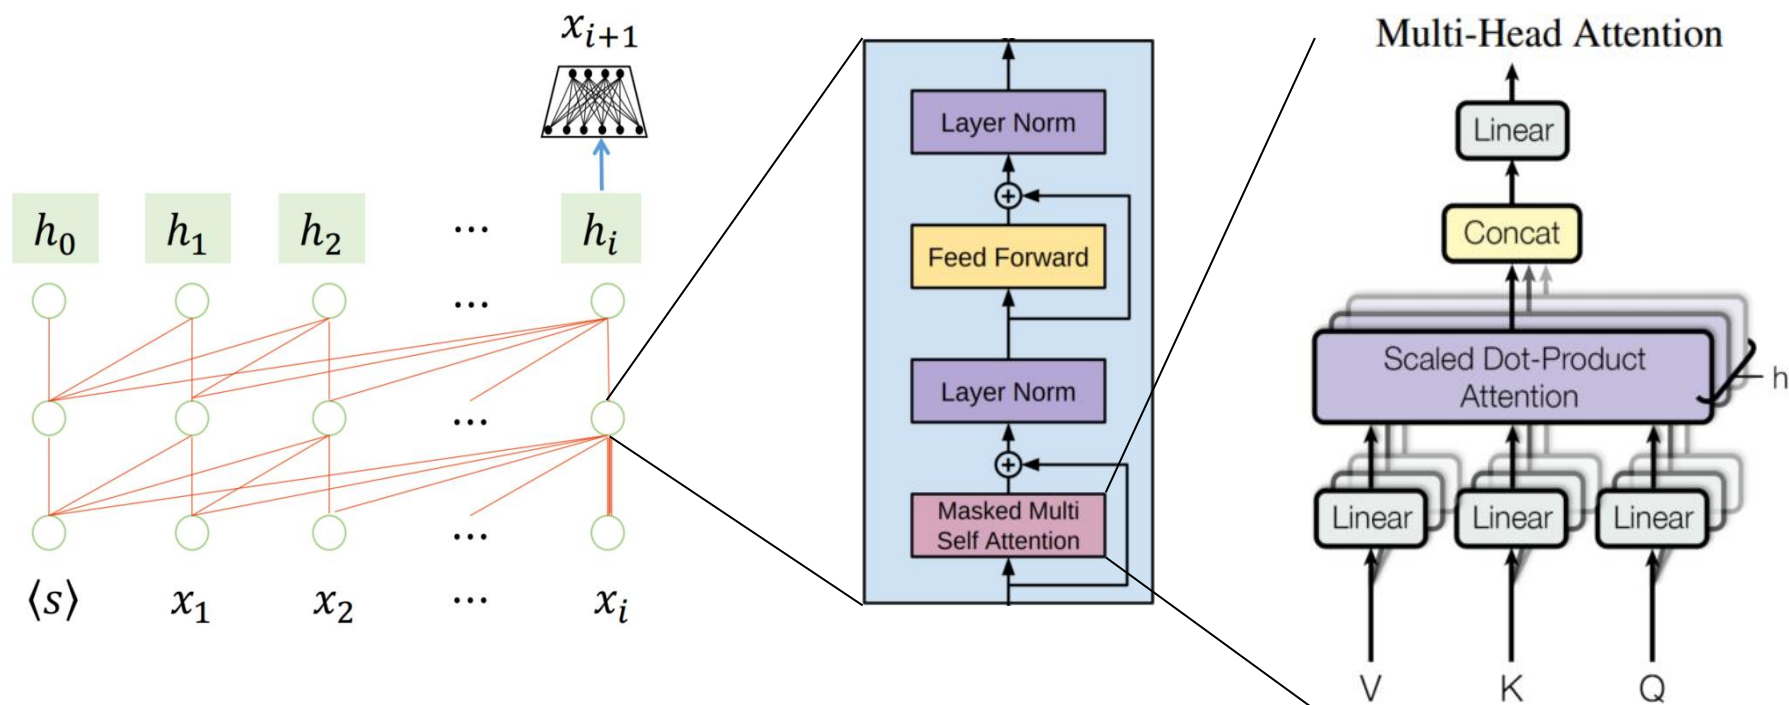 x_{i+1}
h_0 h_1 h_2 ... h_i
...
...
...
⟨s⟩ x_1 x_2 ... x_i
Layer Norm
+
Feed Forward
Layer Norm
+
Masked Multi
Self Attention
Multi-Head Attention
Linear
Concat
Scaled Dot-Product
Attention
h
Linear Linear Linear
V K Q